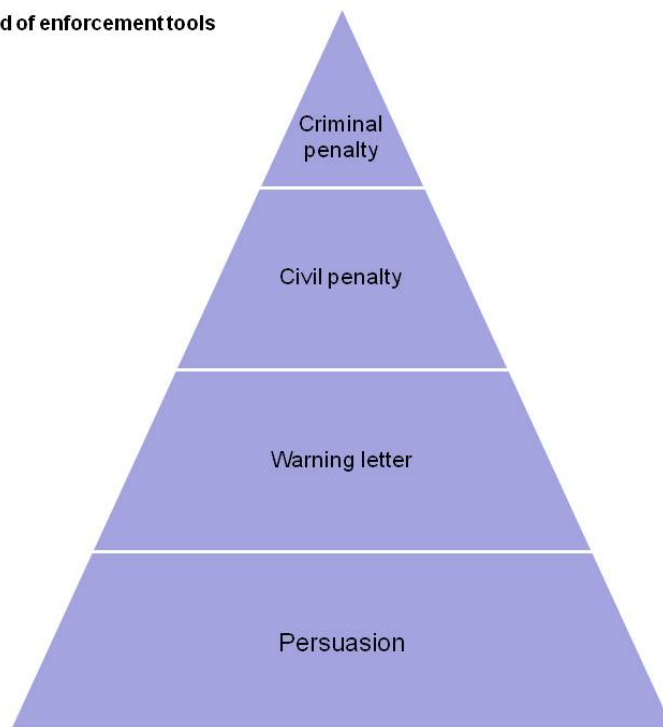 d of enforcement tools
Criminal
penalty
Civil penalty
Warning letter
Persuasion